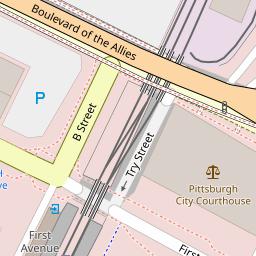 Boulevard of the Allies
P
B Street
Try Street
Pittsburgh
City Courthouse
First
Avenue
First